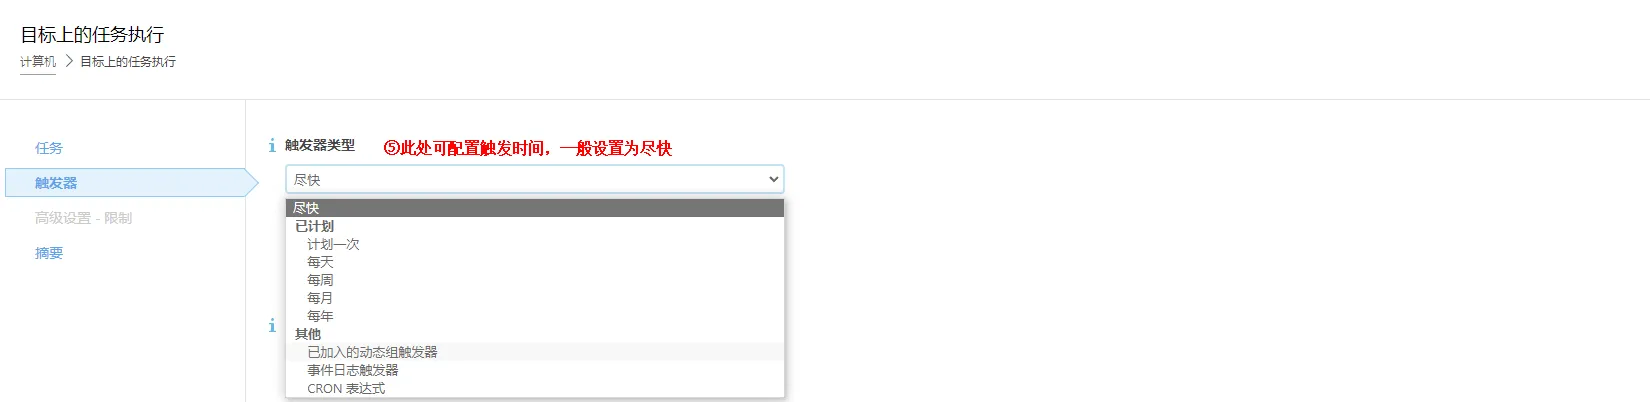 目标上的任务执行
计算机 > 目标上的任务执行
任务
触发器
高级设置 - 限制
摘要
触发器类型 ⑤此处可配置触发时间，一般设置为尽快
尽快
尽快
已计划
计划一次
每天
每周
每月
每年
其他
已加入的动态组触发器
事件日志触发器
CRON 表达式